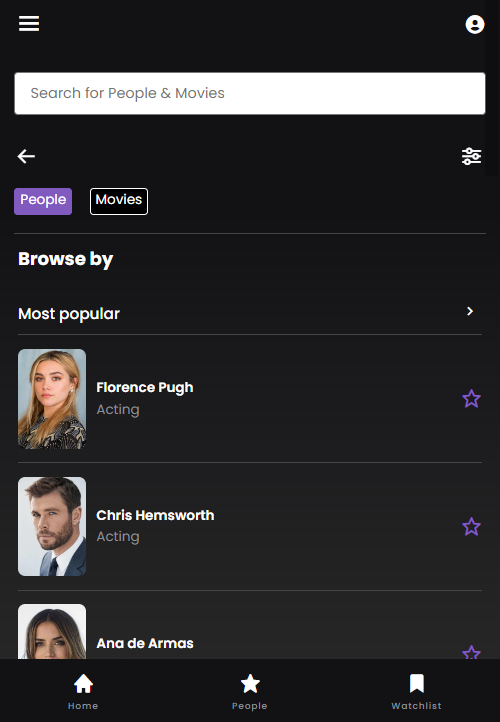 Search for People & Movies
People Movies
Browse by
Most popular
Florence Pugh
Acting
Chris Hemsworth
Acting
Ana de Armas
Home People Watchlist